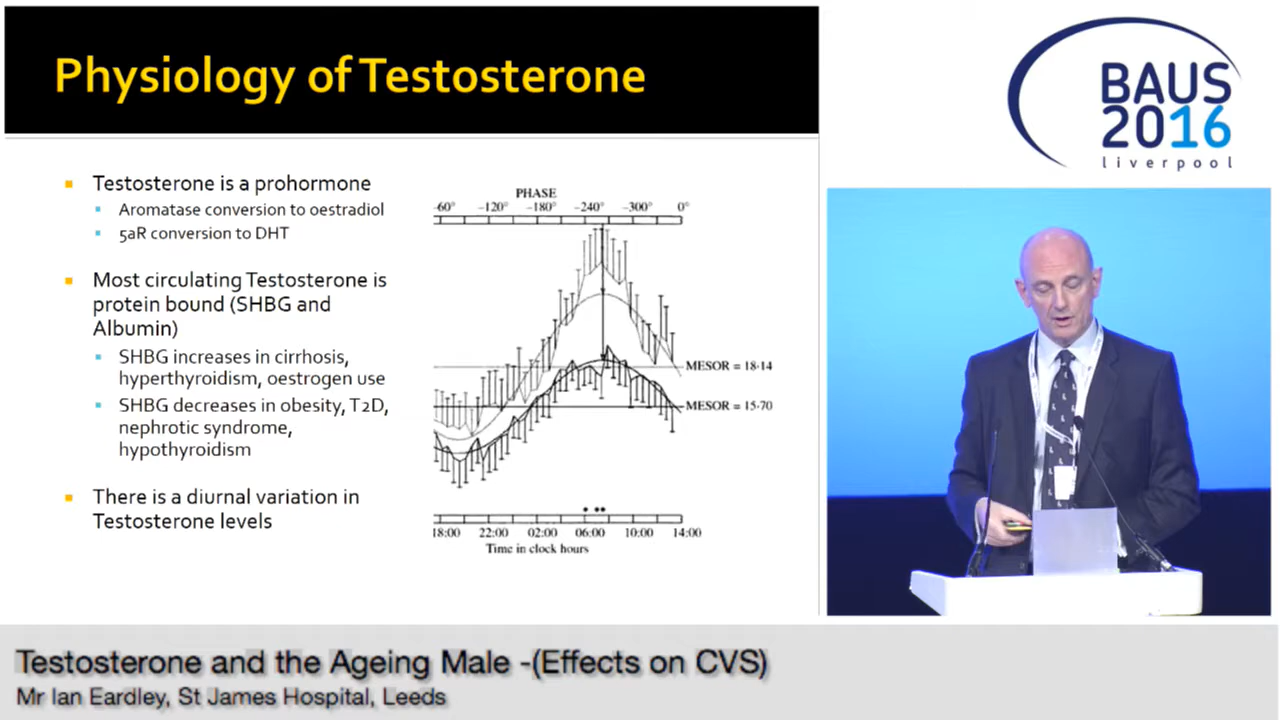 Physiology of Testosterone
BAUS
2016
liverpool
Testosterone is a prohormone
Aromatase conversion to oestradiol
5aR conversion to DHT
Most circulating Testosterone is
protein bound (SHBG and
Albumin)
SHBG increases in cirrhosis,
hyperthyroidism, oestrogen use
SHBG decreases in obesity, T2D,
nephrotic syndrome,
hypothyroidism
There is a diurnal variation in
Testosterone levels
PHASE
-60° -120° -180° -240° -300° 0°
MESOR = 18·14
MESOR = 15·70
18:00 22:00 02:00 06:00 10:00 14:00
Time in clock hours
Testosterone and the Ageing Male -(Effects on CVS)
Mr Ian Eardley, St James Hospital, Leeds